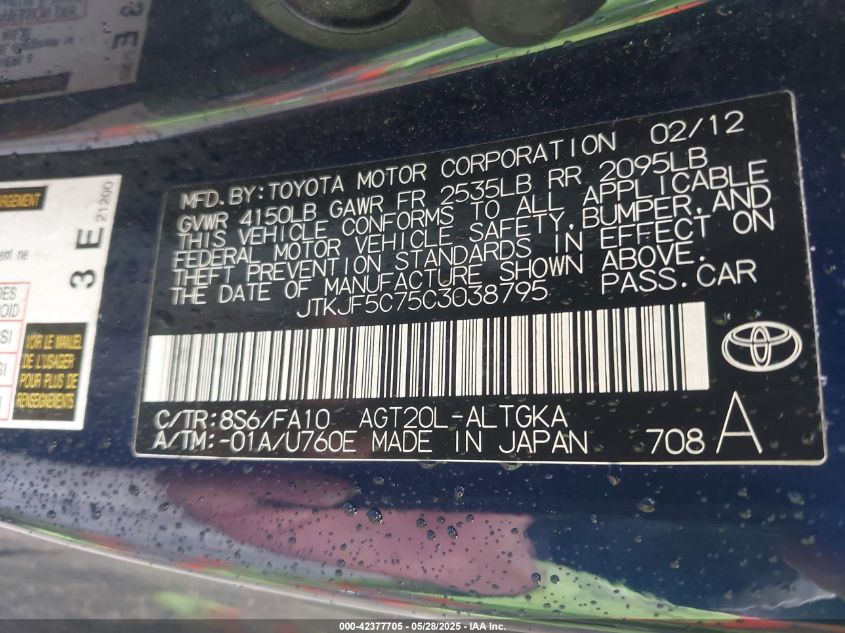 MFD. BY: TOYOTA MOTOR CORPORATION 02/12
GVWR 4150LB GAWR FR 2535LB RR 2095LB
THIS VEHICLE CONFORMS TO ALL APPLICABLE
FEDERAL MOTOR VEHICLE SAFETY, BUMPER, AND
THEFT PREVENTION STANDARDS IN EFFECT ON
THE DATE OF MANUFACTURE SHOWN ABOVE.
JTKJF5C75C3038795 PASS. CAR
C/TR: 8S6/FA10 AGT20L-ALTGKA
A/TM: -01A/U760E MADE IN JAPAN 708 A
3 E 21200
VOIR LE
MANUEL
DE L'USAGER
POUR PLUS DE
RENSEIGNEMENTS
000-42377705 - 05/28/2025 - IAA Inc.